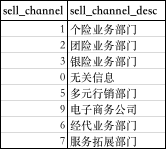 sell_channel sell_channel_desc
1 个险业务部门
2 团险业务部门
3 银险业务部门
0 无关信息
5 多元行销部门
9 电子商务公司
6 经代业务部门
7 服务拓展部门